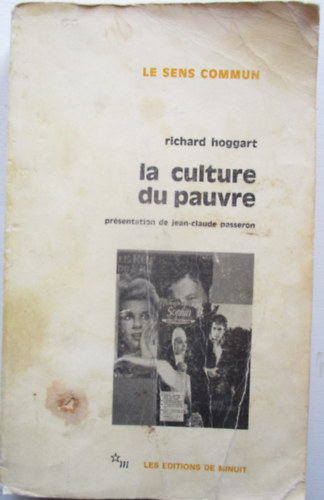 LE SENS COMMUN
richard hoggart
la culture
du pauvre
présentation de jean-claude passeron
m
LES EDITIONS DE MINUIT